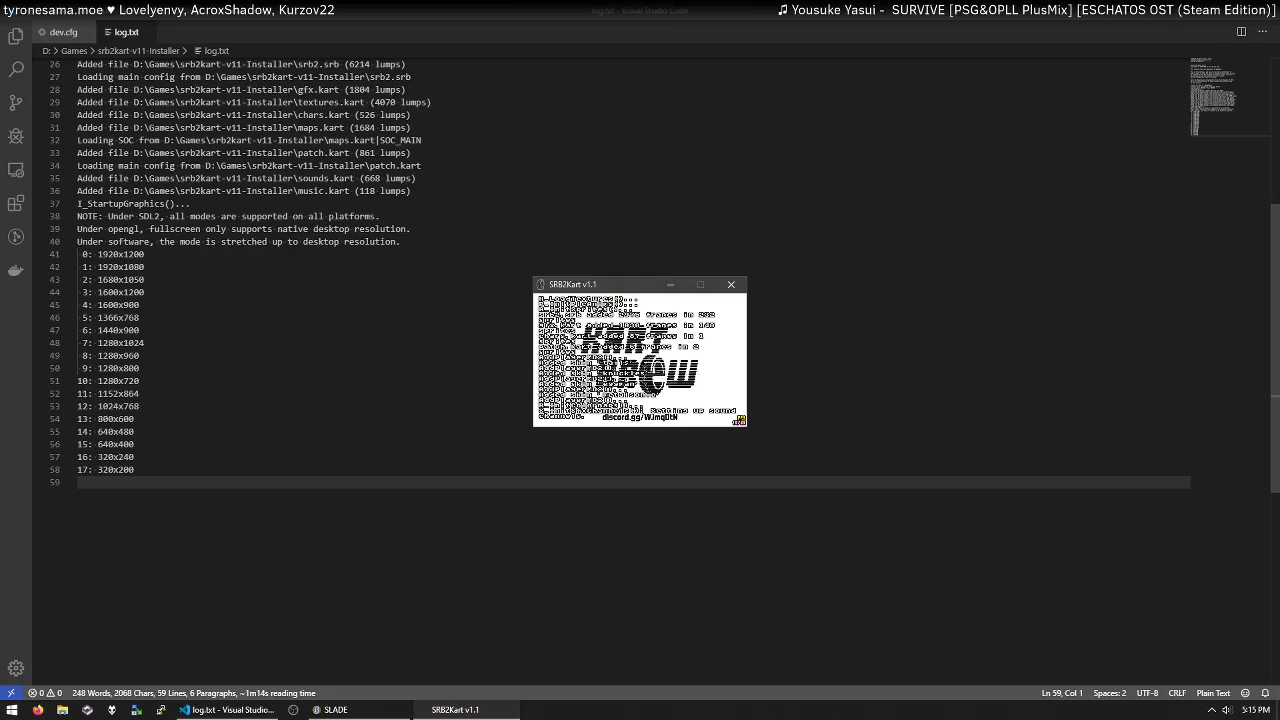 tyronesama.moe ♥ Lovelyenvy, AcroxShadow, Kurzov22
♫ Yousuke Yasui - SURVIVE [PSG&OPLL PlusMix] [ESCHATOS OST (Steam Edition)]
log.txt - Visual Studio Code
dev.cfg
log.txt
D: > Games > srb2kart-v11-Installer > log.txt
26 Added file D:\Games\srb2kart-v11-Installer\srb2.srb (6214 lumps)
27 Loading main config from D:\Games\srb2kart-v11-Installer\srb2.srb
28 Added file D:\Games\srb2kart-v11-Installer\gfx.kart (1804 lumps)
29 Added file D:\Games\srb2kart-v11-Installer\textures.kart (4070 lumps)
30 Added file D:\Games\srb2kart-v11-Installer\chars.kart (526 lumps)
31 Added file D:\Games\srb2kart-v11-Installer\maps.kart (1684 lumps)
32 Loading SOC from D:\Games\srb2kart-v11-Installer\maps.kart|SOC_MAIN
33 Added file D:\Games\srb2kart-v11-Installer\patch.kart (861 lumps)
34 Loading main config from D:\Games\srb2kart-v11-Installer\patch.kart
35 Added file D:\Games\srb2kart-v11-Installer\sounds.kart (668 lumps)
36 Added file D:\Games\srb2kart-v11-Installer\music.kart (118 lumps)
37 I_StartupGraphics()...
38 NOTE: Under SDL2, all modes are supported on all platforms.
39 Under opengl, fullscreen only supports native desktop resolution.
40 Under software, the mode is stretched up to desktop resolution.
41 0: 1920x1200
42 1: 1920x1080
43 2: 1680x1050
44 3: 1600x1200
45 4: 1600x900
46 5: 1366x768
47 6: 1440x900
48 7: 1280x1024
49 8: 1280x960
50 9: 1280x800
51 10: 1280x720
52 11: 1152x864
53 12: 1024x768
54 13: 800x600
55 14: 640x480
56 15: 640x400
57 16: 320x240
58 17: 320x200
59
SRB2Kart v1.1
Setting up sound
channels.
discord.gg/WJmqDtN
0 0 248 Words, 2068 Chars, 59 Lines, 6 Paragraphs, ~1m14s reading time
Ln 59, Col 1 Spaces: 2 UTF-8 CRLF Plain Text
log.txt - Visual Studio...
SLADE
SRB2Kart v1.1
5:15 PM